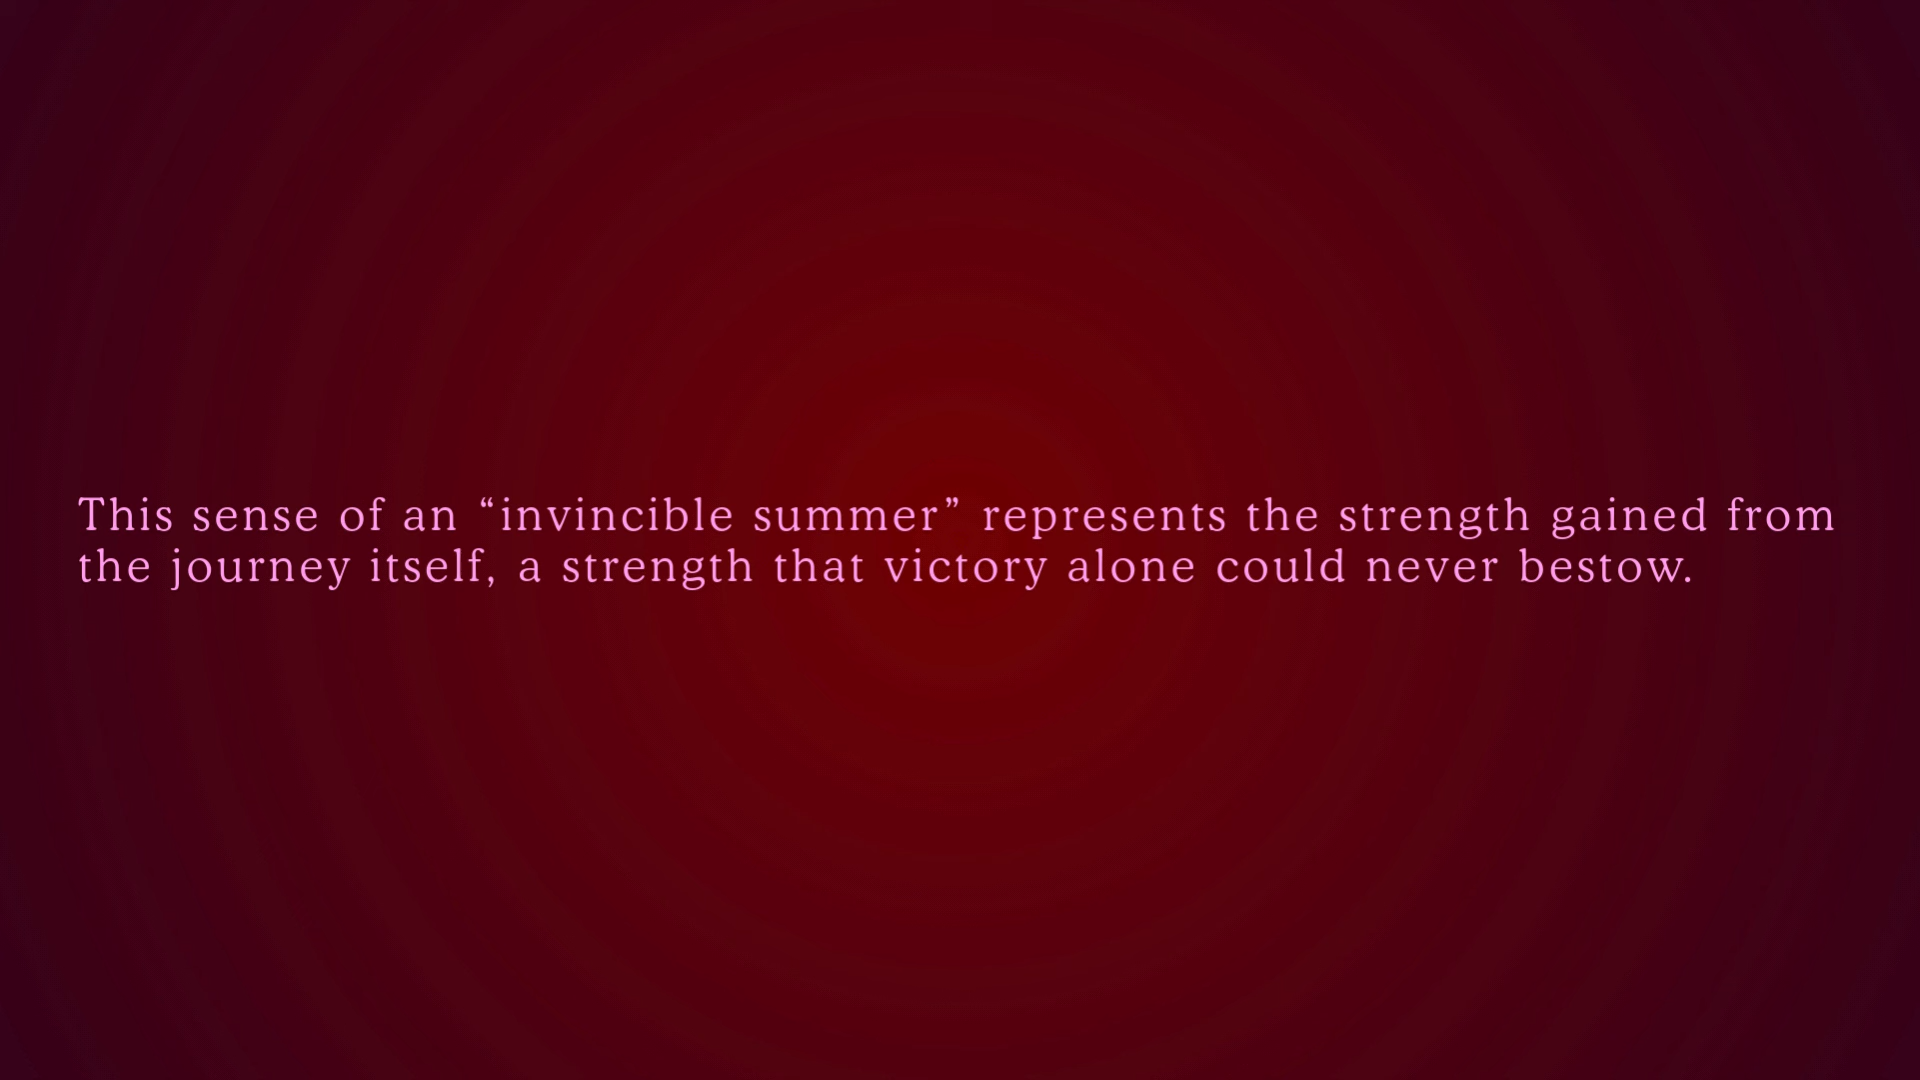 This sense of an “invincible summer” represents the strength gained from
the journey itself, a strength that victory alone could never bestow.